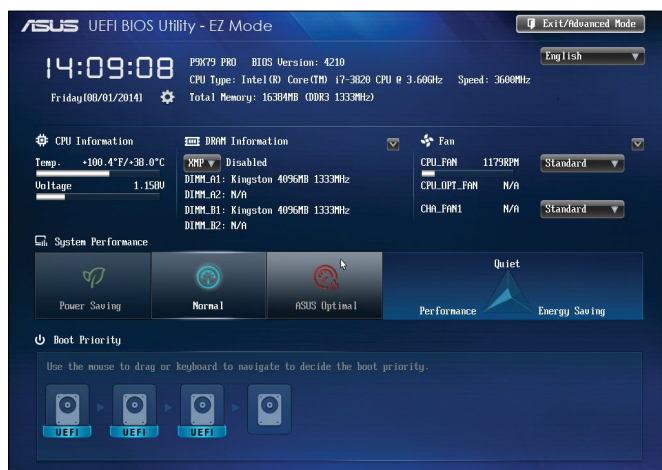 ASUS UEFI BIOS Utility - EZ Mode
Exit/Advanced Mode
14:09:08
Friday[08/01/2014]
P9X79 PRO BIOS Version: 4210
CPU Type: Intel(R) Core(TM) i7-3820 CPU @ 3.60GHz Speed: 3600MHz
Total Memory: 16384MB (DDR3 1333MHz)
English
CPU Information
Temp. +100.4°F/+38.0°C
Voltage 1.158V
DRAM Information
XMP Disabled
DIMM_A1: Kingston 4096MB 1333MHz
DIMM_A2: N/A
DIMM_B1: Kingston 4096MB 1333MHz
DIMM_B2: N/A
Fan
CPU_FAN 1179RPM Standard
CPU_OPT_FAN N/A
CHA_FAN1 N/A Standard
System Performance
Power Saving
Normal
ASUS Optimal
Quiet
Performance
Energy Saving
Boot Priority
Use the mouse to drag or keyboard to navigate to decide the boot priority.
UEFI UEFI UEFI